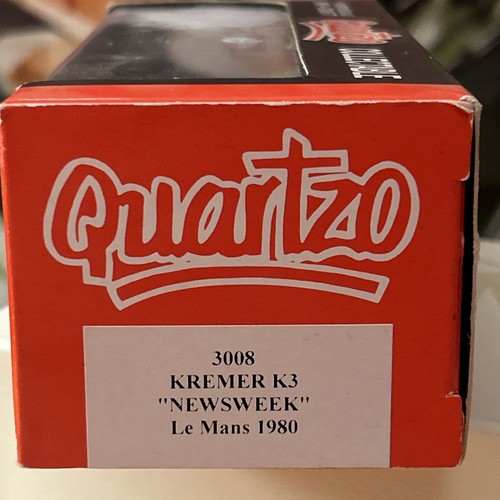 Quartzo
3008
KREMER K3
"NEWSWEEK"
Le Mans 1980